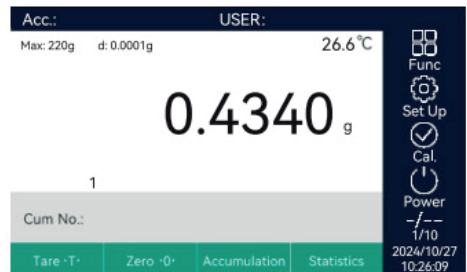 Acc.: USER:
Max: 220g d: 0.0001g 26.6°C
0.4340 g
1
Cum No.:
Tare ·T· Zero ·0· Accumulation Statistics
Func
Set Up
Cal.
Power
-/--
1/10
2024/10/27
10:26:09